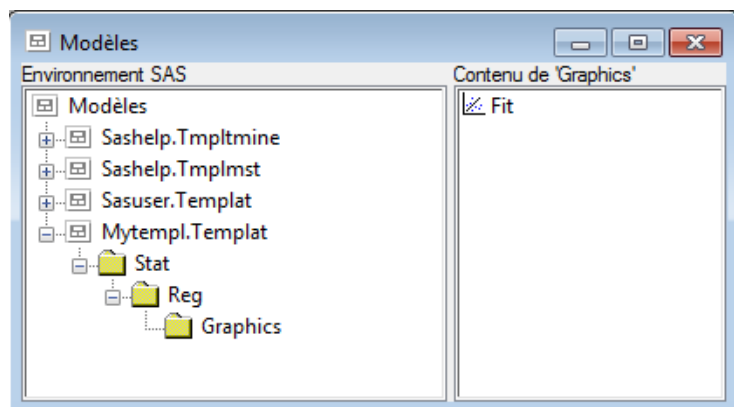 Modèles
Environnement SAS
Contenu de 'Graphics'
Modèles
Sashelp.Tmpltmine
Sashelp.Tmplmst
Sasuser.Templat
Mytempl.Templat
Stat
Reg
Graphics
Fit